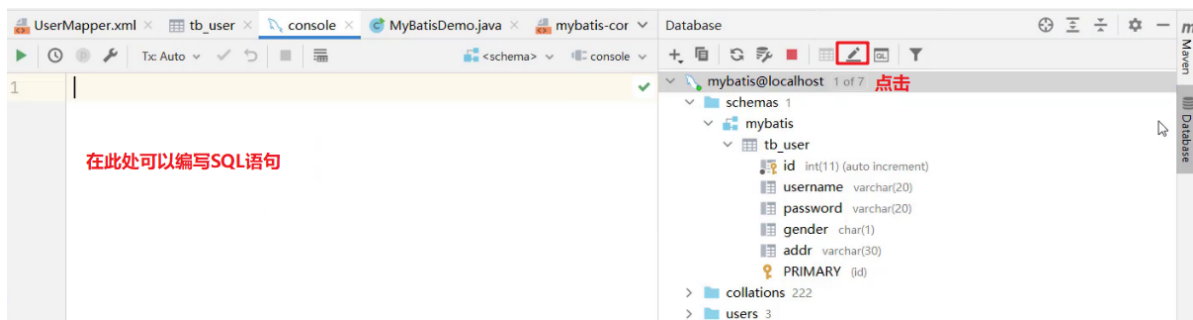 UserMapper.xml tb_user console MyBatisDemo.java mybatis-cor Database
Tx: Auto <schema> console QL
1
mybatis@localhost 1 of 7 点击
schemas 1
mybatis
tb_user
在此处可以编写SQL语句
id int(11) (auto increment)
username varchar(20)
password varchar(20)
gender char(1)
addr varchar(30)
PRIMARY (id)
collations 222
users 3
m Maven
Database